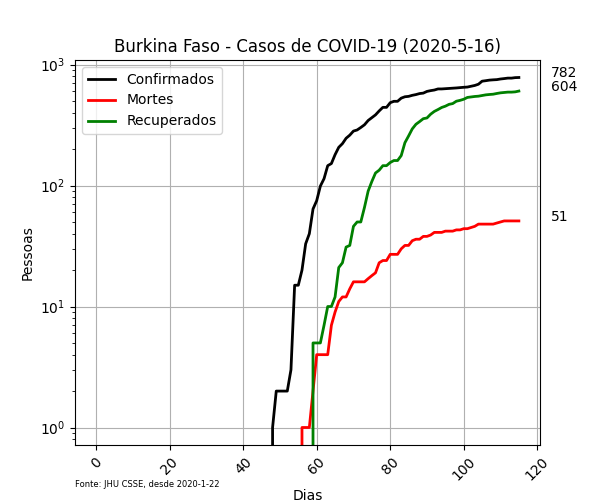 Burkina Faso - Casos de COVID-19 (2020-5-16)
Confirmados
Mortes
Recuperados
782
604
51
10³
10²
10¹
10⁰
Pessoas
0 20 40 60 80 100 120
Fonte: JHU CSSE, desde 2020-1-22
Dias